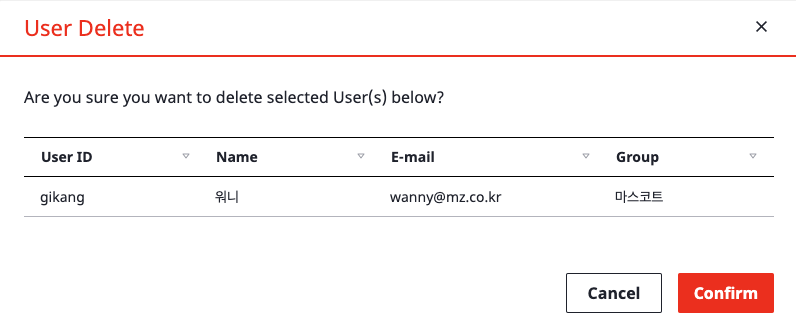 User Delete
Are you sure you want to delete selected User(s) below?
User ID Name E-mail Group
gikang 워니 wanny@mz.co.kr 마스코트
Cancel Confirm